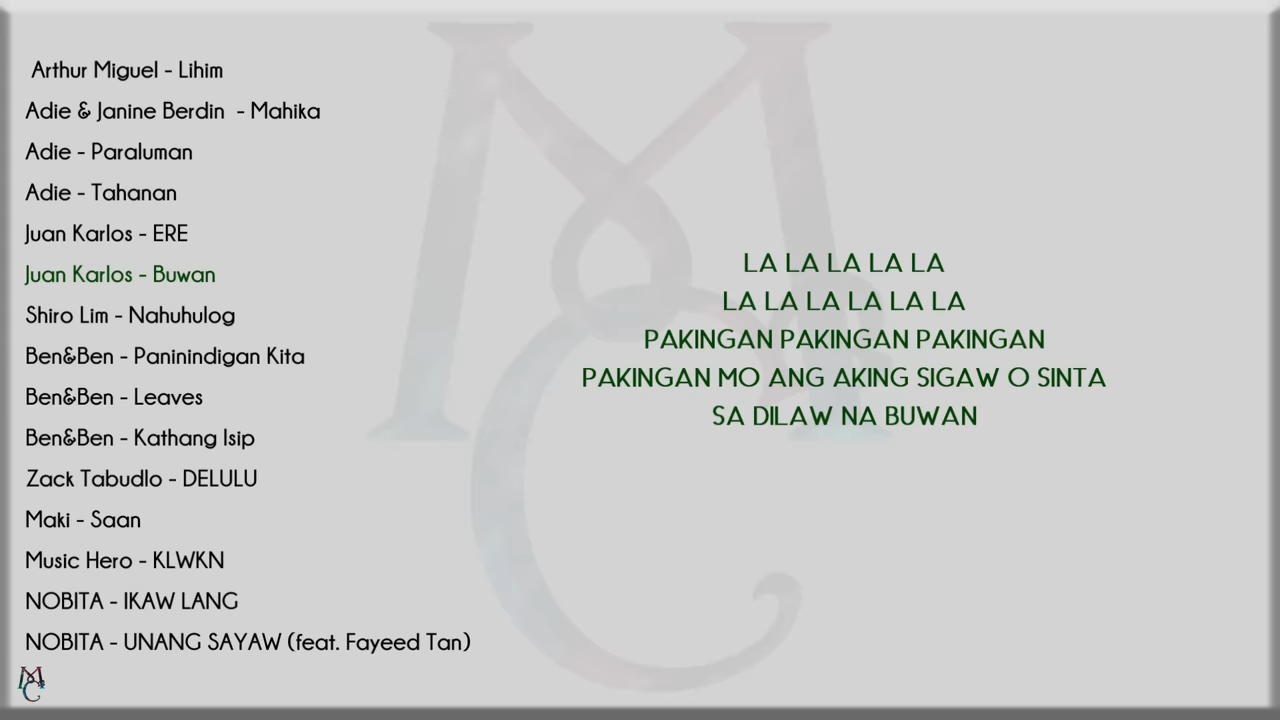 Arthur Miguel - Lihim
Adie & Janine Berdin  - Mahika
Adie - Paraluman
Adie - Tahanan
Juan Karlos - ERE
Juan Karlos - Buwan
Shiro Lim - Nahuhulog
Ben&Ben - Paninindigan Kita
Ben&Ben - Leaves
Ben&Ben - Kathang Isip
Zack Tabudlo - DELULU
Maki - Saan
Music Hero - KLWKN
NOBITA - IKAW LANG
NOBITA - UNANG SAYAW (feat. Fayeed Tan)
LA LA LA LA LA
LA LA LA LA LA LA
PAKINGAN PAKINGAN PAKINGAN
PAKINGAN MO ANG AKING SIGAW O SINTA
SA DILAW NA BUWAN
MC
MC